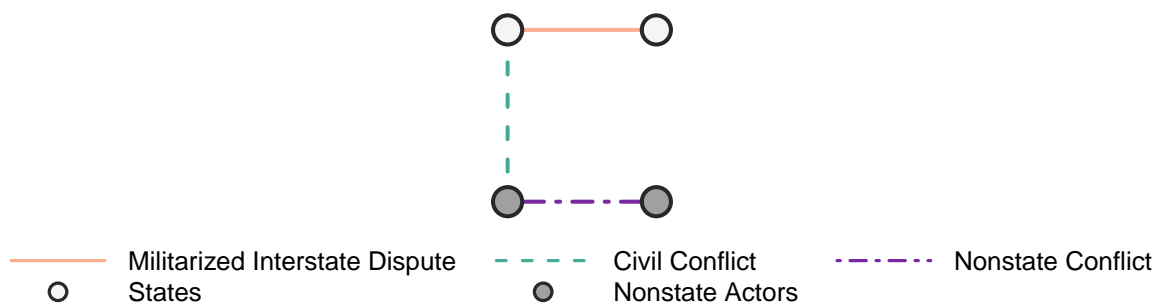 Militarized Interstate Dispute Civil Conflict Nonstate Conflict
States Nonstate Actors